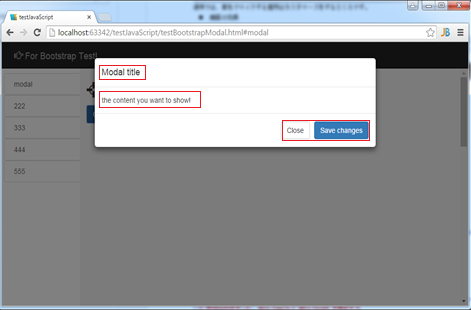 testJavaScript
localhost:63342/testJavaScript/testBootstrapModal.html#modal
For Bootstrap Test!
Modal title
modal
the content you want to show!
222
333
Close Save changes
444
555